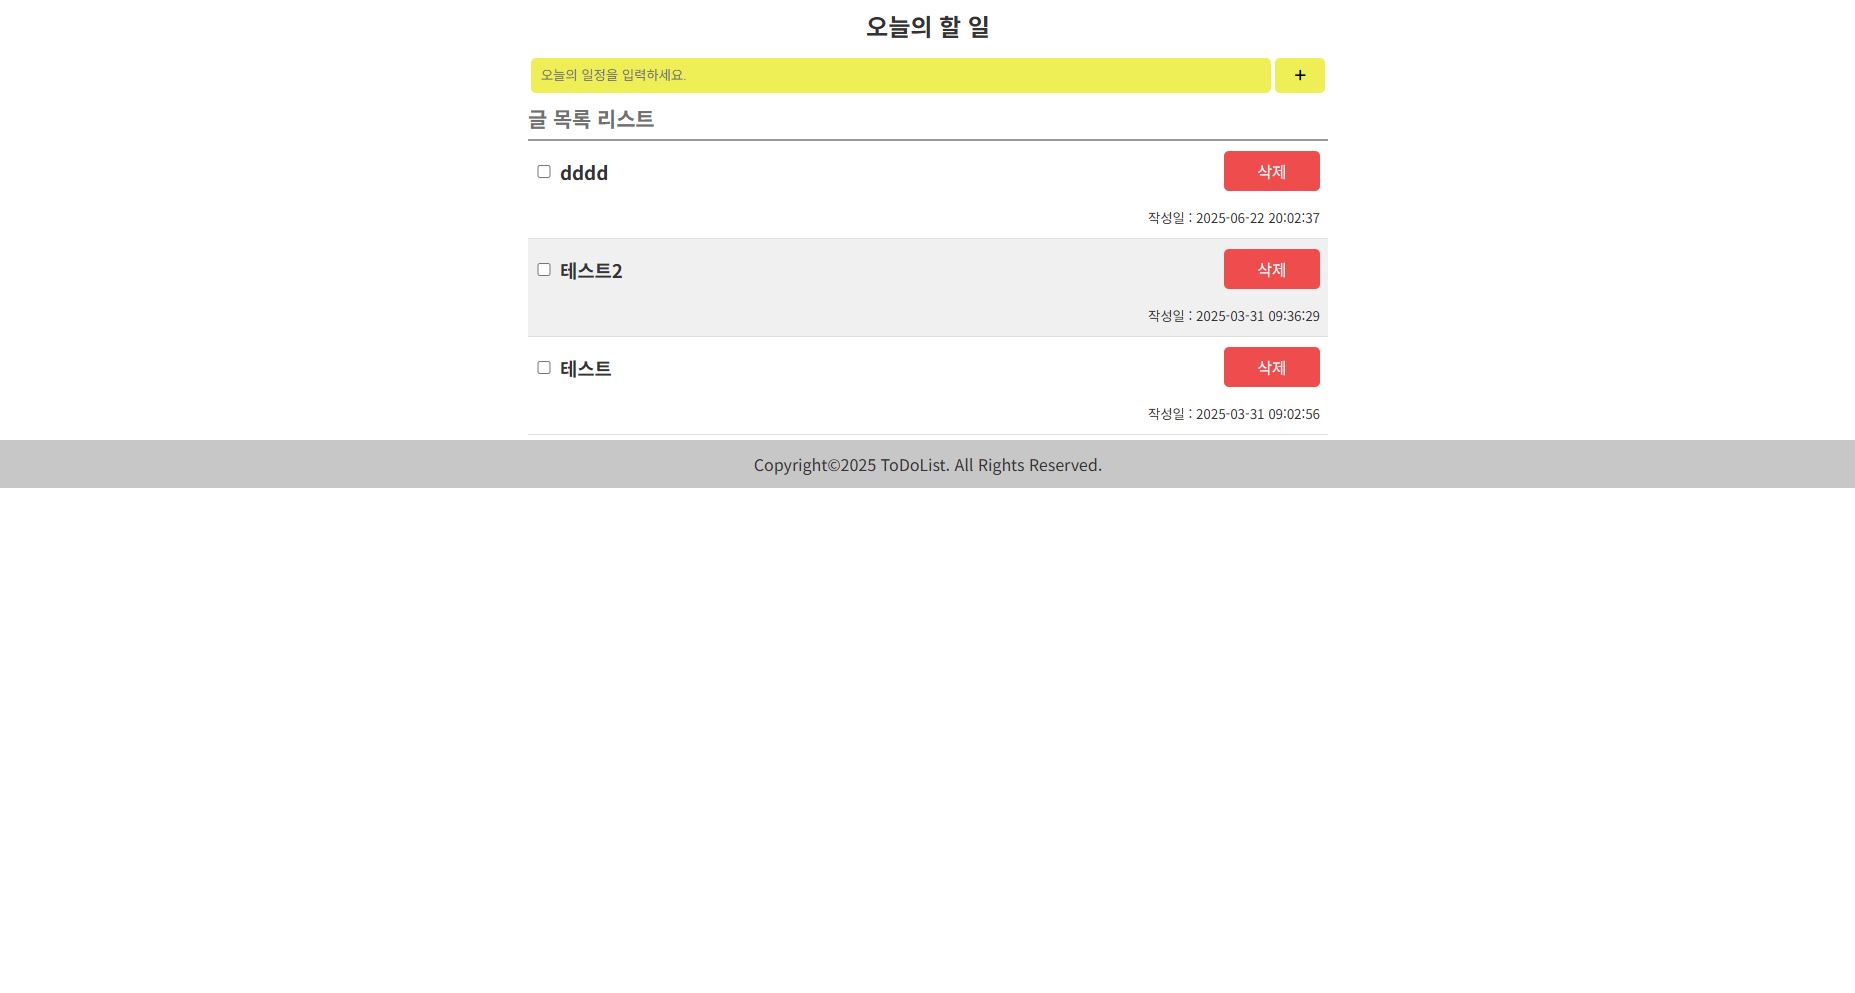 오늘의 할 일
오늘의 일정을 입력하세요. +
글 목록 리스트
dddd 삭제
작성일 : 2025-06-22 20:02:37
테스트2 삭제
작성일 : 2025-03-31 09:36:29
테스트 삭제
작성일 : 2025-03-31 09:02:56
Copyright©2025 ToDoList. All Rights Reserved.